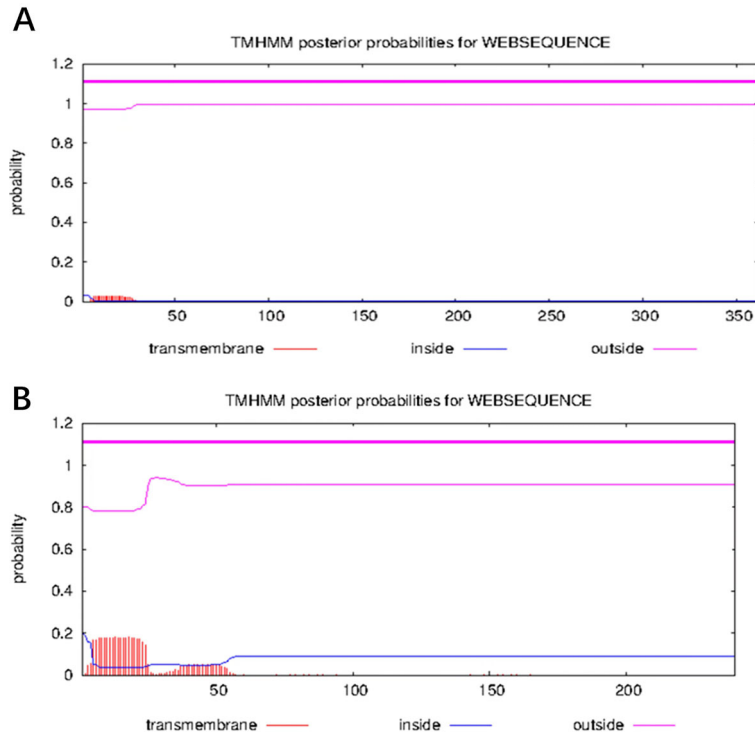 A
TMHMM posterior probabilities for WEBSEQUENCE
1.2
1
0.8
0.6
0.4
0.2
0
probability
50 100 150 200 250 300 350
transmembrane inside outside
B
TMHMM posterior probabilities for WEBSEQUENCE
1.2
1
0.8
0.6
0.4
0.2
0
probability
50 100 150 200
transmembrane inside outside